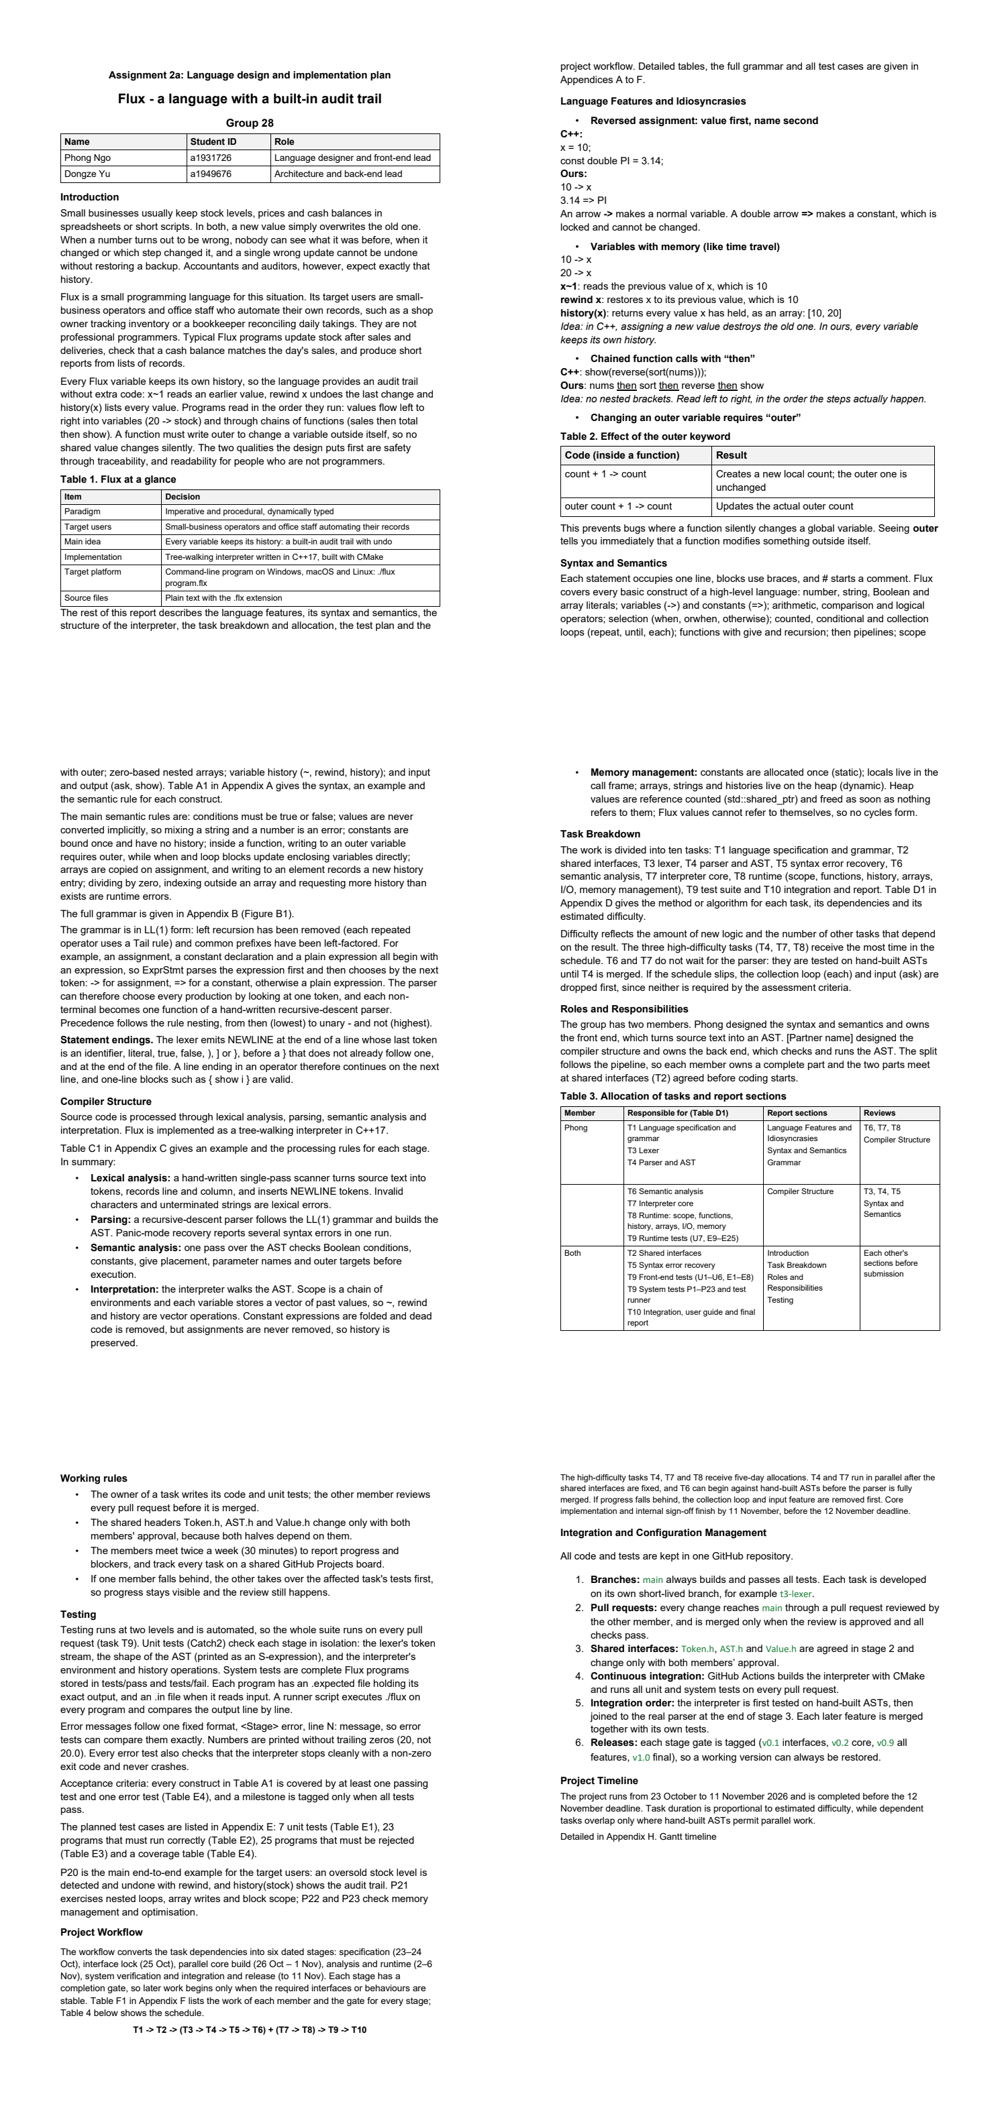 Assignment 2a: Language design and implementation plan
Flux - a language with a built-in audit trail
Group 28
Name Student ID Role
Phong Ngo a1931726 Language designer and front-end lead
Dongze Yu a1949676 Architecture and back-end lead
Introduction
Small businesses usually keep stock levels, prices and cash balances in
spreadsheets or short scripts. In both, a new value simply overwrites the old one.
When a number turns out to be wrong, nobody can see what it was before, when it
changed or which step changed it, and a single wrong update cannot be undone
without restoring a backup. Accountants and auditors, however, expect exactly that
history.
Flux is a small programming language for this situation. Its target users are small-
business operators and office staff who automate their own records, such as a shop
owner tracking inventory or a bookkeeper reconciling daily takings. They are not
professional programmers. Typical Flux programs update stock after sales and
deliveries, check that a cash balance matches the day's sales, and produce short
reports from lists of records.
Every Flux variable keeps its own history, so the language provides an audit trail
without extra code: x~1 reads an earlier value, rewind x undoes the last change and
history(x) lists every value. Programs read in the order they run: values flow left to
right into variables (20 -> stock) and through chains of functions (sales then total
then show). A function must write outer to change a variable outside itself, so no
shared value changes silently. The two qualities the design puts first are safety
through traceability, and readability for people who are not programmers.
Table 1. Flux at a glance
Item Decision
Paradigm Imperative and procedural, dynamically typed
Target users Small-business operators and office staff automating their records
Main idea Every variable keeps its history: a built-in audit trail with undo
Implementation Tree-walking interpreter written in C++17, built with CMake
Target platform Command-line program on Windows, macOS and Linux: ./flux
program.flx
Source files Plain text with the .flx extension
The rest of this report describes the language features, its syntax and semantics, the
structure of the interpreter, the task breakdown and allocation, the test plan and the
project workflow. Detailed tables, the full grammar and all test cases are given in
Appendices A to F.
Language Features and Idiosyncrasies
• Reversed assignment: value first, name second
C++:
x = 10;
const double PI = 3.14;
Ours:
10 -> x
3.14 => PI
An arrow -> makes a normal variable. A double arrow => makes a constant, which is
locked and cannot be changed.
• Variables with memory (like time travel)
10 -> x
20 -> x
x~1: reads the previous value of x, which is 10
rewind x: restores x to its previous value, which is 10
history(x): returns every value x has held, as an array: [10, 20]
Idea: in C++, assigning a new value destroys the old one. In ours, every variable
keeps its own history.
• Chained function calls with “then”
C++: show(reverse(sort(nums)));
Ours: nums then sort then reverse then show
Idea: no nested brackets. Read left to right, in the order the steps actually happen.
• Changing an outer variable requires “outer”
Table 2. Effect of the outer keyword
Code (inside a function) Result
count + 1 -> count Creates a new local count; the outer one is
unchanged
outer count + 1 -> count Updates the actual outer count
This prevents bugs where a function silently changes a global variable. Seeing outer
tells you immediately that a function modifies something outside itself.
Syntax and Semantics
Each statement occupies one line, blocks use braces, and # starts a comment. Flux
covers every basic construct of a high-level language: number, string, Boolean and
array literals; variables (->) and constants (=>); arithmetic, comparison and logical
operators; selection (when, orwhen, otherwise); counted, conditional and collection
loops (repeat, until, each); functions with give and recursion; then pipelines; scope
with outer; zero-based nested arrays; variable history (~, rewind, history); and input
and output (ask, show). Table A1 in Appendix A gives the syntax, an example and
the semantic rule for each construct.
The main semantic rules are: conditions must be true or false; values are never
converted implicitly, so mixing a string and a number is an error; constants are
bound once and have no history; inside a function, writing to an outer variable
requires outer, while when and loop blocks update enclosing variables directly;
arrays are copied on assignment, and writing to an element records a new history
entry; dividing by zero, indexing outside an array and requesting more history than
exists are runtime errors.
The full grammar is given in Appendix B (Figure B1).
The grammar is in LL(1) form: left recursion has been removed (each repeated
operator uses a Tail rule) and common prefixes have been left-factored. For
example, an assignment, a constant declaration and a plain expression all begin with
an expression, so ExprStmt parses the expression first and then chooses by the next
token: -> for assignment, => for a constant, otherwise a plain expression. The parser
can therefore choose every production by looking at one token, and each non-
terminal becomes one function of a hand-written recursive-descent parser.
Precedence follows the rule nesting, from then (lowest) to unary - and not (highest).
Statement endings. The lexer emits NEWLINE at the end of a line whose last token
is an identifier, literal, true, false, ), ] or }, before a } that does not already follow one,
and at the end of the file. A line ending in an operator therefore continues on the next
line, and one-line blocks such as { show i } are valid.
Compiler Structure
Source code is processed through lexical analysis, parsing, semantic analysis and
interpretation. Flux is implemented as a tree-walking interpreter in C++17.
Table C1 in Appendix C gives an example and the processing rules for each stage.
In summary:
• Lexical analysis: a hand-written single-pass scanner turns source text into
tokens, records line and column, and inserts NEWLINE tokens. Invalid
characters and unterminated strings are lexical errors.
• Parsing: a recursive-descent parser follows the LL(1) grammar and builds the
AST. Panic-mode recovery reports several syntax errors in one run.
• Semantic analysis: one pass over the AST checks Boolean conditions,
constants, give placement, parameter names and outer targets before
execution.
• Interpretation: the interpreter walks the AST. Scope is a chain of
environments and each variable stores a vector of past values, so ~, rewind
and history are vector operations. Constant expressions are folded and dead
code is removed, but assignments are never removed, so history is
preserved.
• Memory management: constants are allocated once (static); locals live in the
call frame; arrays, strings and histories live on the heap (dynamic). Heap
values are reference counted (std::shared_ptr) and freed as soon as nothing
refers to them; Flux values cannot refer to themselves, so no cycles form.
Task Breakdown
The work is divided into ten tasks: T1 language specification and grammar, T2
shared interfaces, T3 lexer, T4 parser and AST, T5 syntax error recovery, T6
semantic analysis, T7 interpreter core, T8 runtime (scope, functions, history, arrays,
I/O, memory management), T9 test suite and T10 integration and report. Table D1 in
Appendix D gives the method or algorithm for each task, its dependencies and its
estimated difficulty.
Difficulty reflects the amount of new logic and the number of other tasks that depend
on the result. The three high-difficulty tasks (T4, T7, T8) receive the most time in the
schedule. T6 and T7 do not wait for the parser: they are tested on hand-built ASTs
until T4 is merged. If the schedule slips, the collection loop (each) and input (ask) are
dropped first, since neither is required by the assessment criteria.
Roles and Responsibilities
The group has two members. Phong designed the syntax and semantics and owns
the front end, which turns source text into an AST. [Partner name] designed the
compiler structure and owns the back end, which checks and runs the AST. The split
follows the pipeline, so each member owns a complete part and the two parts meet
at shared interfaces (T2) agreed before coding starts.
Table 3. Allocation of tasks and report sections
Member Responsible for (Table D1) Report sections Reviews
Phong T1 Language specification and
grammar
T3 Lexer
T4 Parser and AST
Language Features and
Idiosyncrasies
Syntax and Semantics
Grammar
T6, T7, T8
Compiler Structure
T6 Semantic analysis
T7 Interpreter core
T8 Runtime: scope, functions,
history, arrays, I/O, memory
T9 Runtime tests (U7, E9–E25)
Compiler Structure
T3, T4, T5
Syntax and
Semantics
Both T2 Shared interfaces
T5 Syntax error recovery
T9 Front-end tests (U1–U6, E1–E8)
T9 System tests P1–P23 and test
runner
T10 Integration, user guide and final
report
Introduction
Task Breakdown
Roles and
Responsibilities
Testing
Each other's
sections before
submission
Working rules
• The owner of a task writes its code and unit tests; the other member reviews
every pull request before it is merged.
• The shared headers Token.h, AST.h and Value.h change only with both
members' approval, because both halves depend on them.
• The members meet twice a week (30 minutes) to report progress and
blockers, and track every task on a shared GitHub Projects board.
• If one member falls behind, the other takes over the affected task's tests first,
so progress stays visible and the review still happens.
Testing
Testing runs at two levels and is automated, so the whole suite runs on every pull
request (task T9). Unit tests (Catch2) check each stage in isolation: the lexer's token
stream, the shape of the AST (printed as an S-expression), and the interpreter's
environment and history operations. System tests are complete Flux programs
stored in tests/pass and tests/fail. Each program has an .expected file holding its
exact output, and an .in file when it reads input. A runner script executes ./flux on
every program and compares the output line by line.
Error messages follow one fixed format, <Stage> error, line N: message, so error
tests can compare them exactly. Numbers are printed without trailing zeros (20, not
20.0). Every error test also checks that the interpreter stops cleanly with a non-zero
exit code and never crashes.
Acceptance criteria: every construct in Table A1 is covered by at least one passing
test and one error test (Table E4), and a milestone is tagged only when all tests
pass.
The planned test cases are listed in Appendix E: 7 unit tests (Table E1), 23
programs that must run correctly (Table E2), 25 programs that must be rejected
(Table E3) and a coverage table (Table E4).
P20 is the main end-to-end example for the target users: an oversold stock level is
detected and undone with rewind, and history(stock) shows the audit trail. P21
exercises nested loops, array writes and block scope; P22 and P23 check memory
management and optimisation.
Project Workflow
The workflow converts the task dependencies into six dated stages: specification (23–24
Oct), interface lock (25 Oct), parallel core build (26 Oct – 1 Nov), analysis and runtime (2–6
Nov), system verification and integration and release (to 11 Nov). Each stage has a
completion gate, so later work begins only when the required interfaces or behaviours are
stable. Table F1 in Appendix F lists the work of each member and the gate for every stage;
Table 4 below shows the schedule.
T1 -> T2 -> (T3 -> T4 -> T5 -> T6) + (T7 -> T8) -> T9 -> T10
The high-difficulty tasks T4, T7 and T8 receive five-day allocations. T4 and T7 run in parallel after the
shared interfaces are fixed, and T6 can begin against hand-built ASTs before the parser is fully
merged. If progress falls behind, the collection loop and input feature are removed first. Core
implementation and internal sign-off finish by 11 November, before the 12 November deadline.
Integration and Configuration Management
All code and tests are kept in one GitHub repository.
1. Branches: main always builds and passes all tests. Each task is developed
on its own short-lived branch, for example t3-lexer.
2. Pull requests: every change reaches main through a pull request reviewed by
the other member, and is merged only when the review is approved and all
checks pass.
3. Shared interfaces: Token.h, AST.h and Value.h are agreed in stage 2 and
change only with both members’ approval.
4. Continuous integration: GitHub Actions builds the interpreter with CMake
and runs all unit and system tests on every pull request.
5. Integration order: the interpreter is first tested on hand-built ASTs, then
joined to the real parser at the end of stage 3. Each later feature is merged
together with its own tests.
6. Releases: each stage gate is tagged (v0.1 interfaces, v0.2 core, v0.9 all
features, v1.0 final), so a working version can always be restored.
Project Timeline
The project runs from 23 October to 11 November 2026 and is completed before the 12
November deadline. Task duration is proportional to estimated difficulty, while dependent
tasks overlap only where hand-built ASTs permit parallel work.
Detailed in Appendix H. Gantt timeline